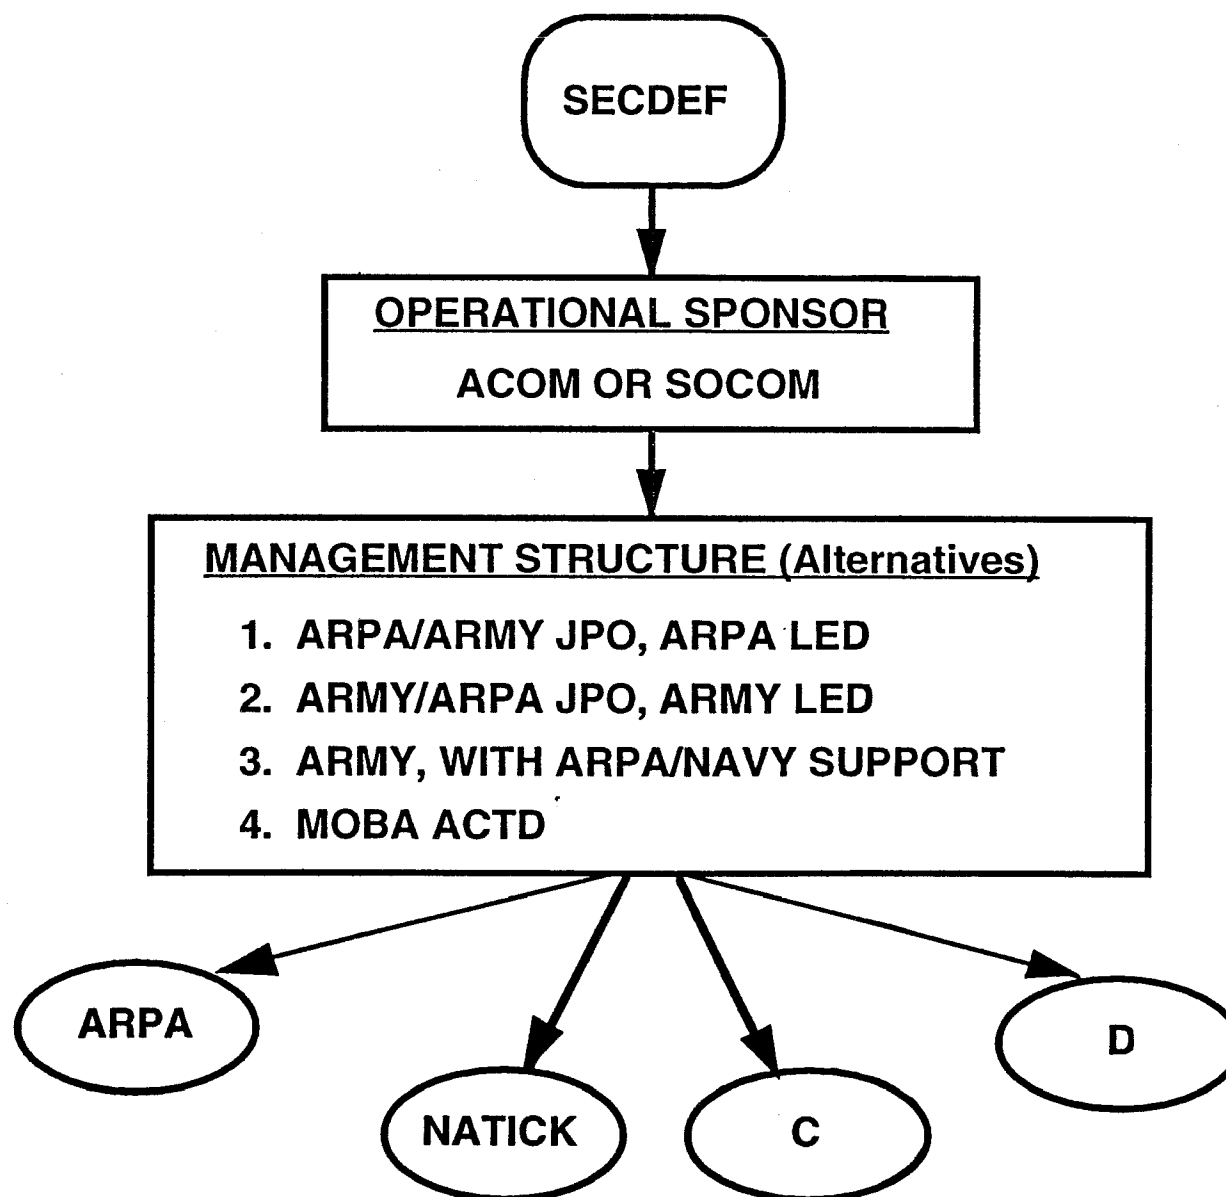 SECDEF
OPERATIONAL SPONSOR
ACOM OR SOCOM
MANAGEMENT STRUCTURE (Alternatives)
1. ARPA/ARMY JPO, ARPA LED
2. ARMY/ARPA JPO, ARMY LED
3. ARMY, WITH ARPA/NAVY SUPPORT
4. MOBA ACTD
ARPA
D
NATICK
C